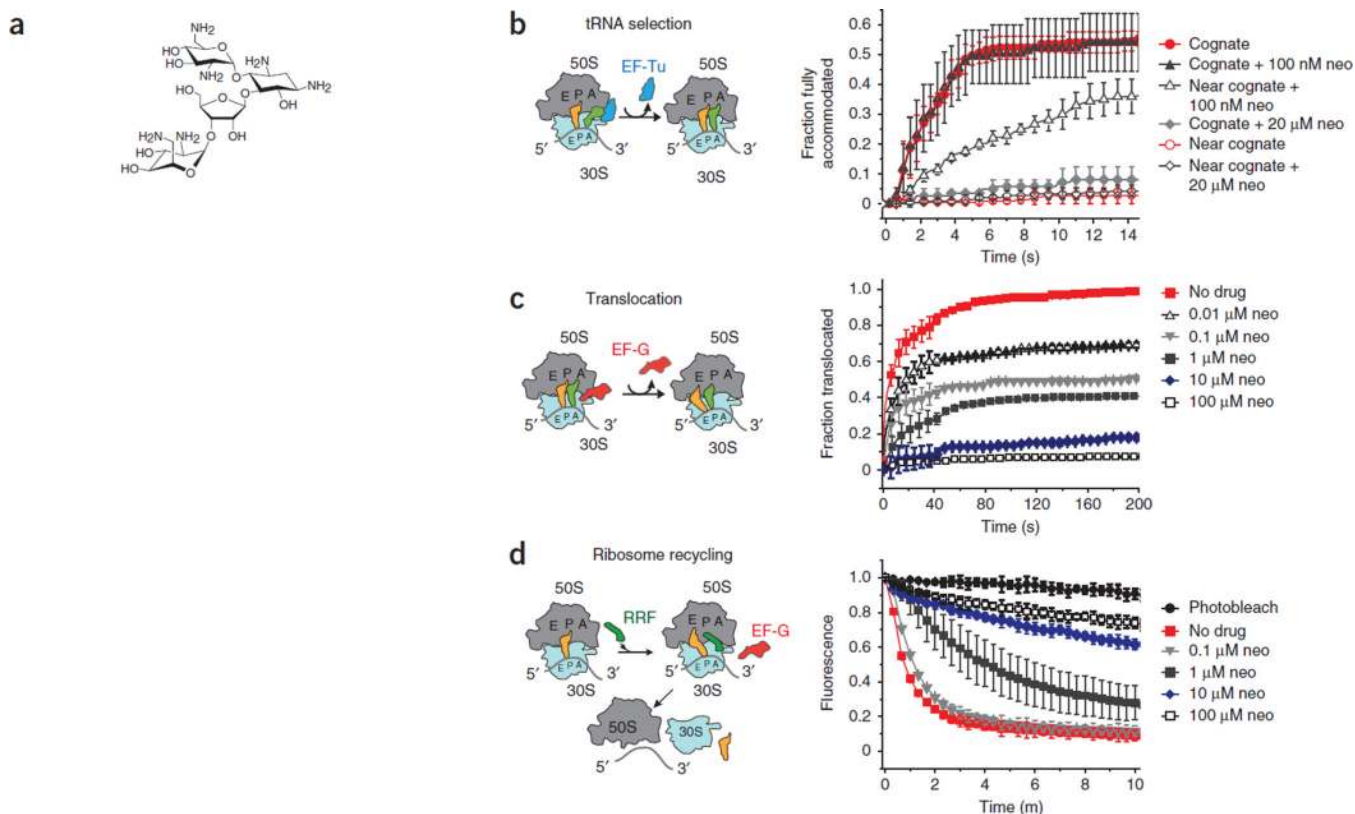 a
NH2
HO
O
NH2
H2N
HO
NH2
O
NH2
HO
O
O
O
OH
NH2 NH2 O OH
HO
HO
O
b
tRNA selection
50S
EF-Tu
50S
E P A
E P A
E P A
E P A
5′
3′
5′
3′
30S
30S
Fraction fully
accommodated
0.6
0.5
0.4
0.3
0.2
0.1
0
0 2 4 6 8 10 12 14
Time (s)
Cognate
Cognate + 100 nM neo
Near cognate +
100 nM neo
Cognate + 20 μM neo
Near cognate
Near cognate +
20 μM neo
c
Translocation
50S
EF-G
50S
E P A
E P A
E P A
E P A
5′
3′
5′
3′
30S
30S
Fraction translocated
1.0
0.8
0.6
0.4
0.2
0
0 40 80 120 160 200
Time (s)
No drug
0.01 μM neo
0.1 μM neo
1 μM neo
10 μM neo
100 μM neo
d
Ribosome recycling
50S
RRF
50S
EF-G
E P A
E P A
E P A
E P A
5′
3′
5′
3′
30S
30S
50S
30S
5′
3′
Fluorescence
1.0
0.8
0.6
0.4
0.2
0
0 2 4 6 8 10
Time (m)
Photobleach
No drug
0.1 μM neo
1 μM neo
10 μM neo
100 μM neo